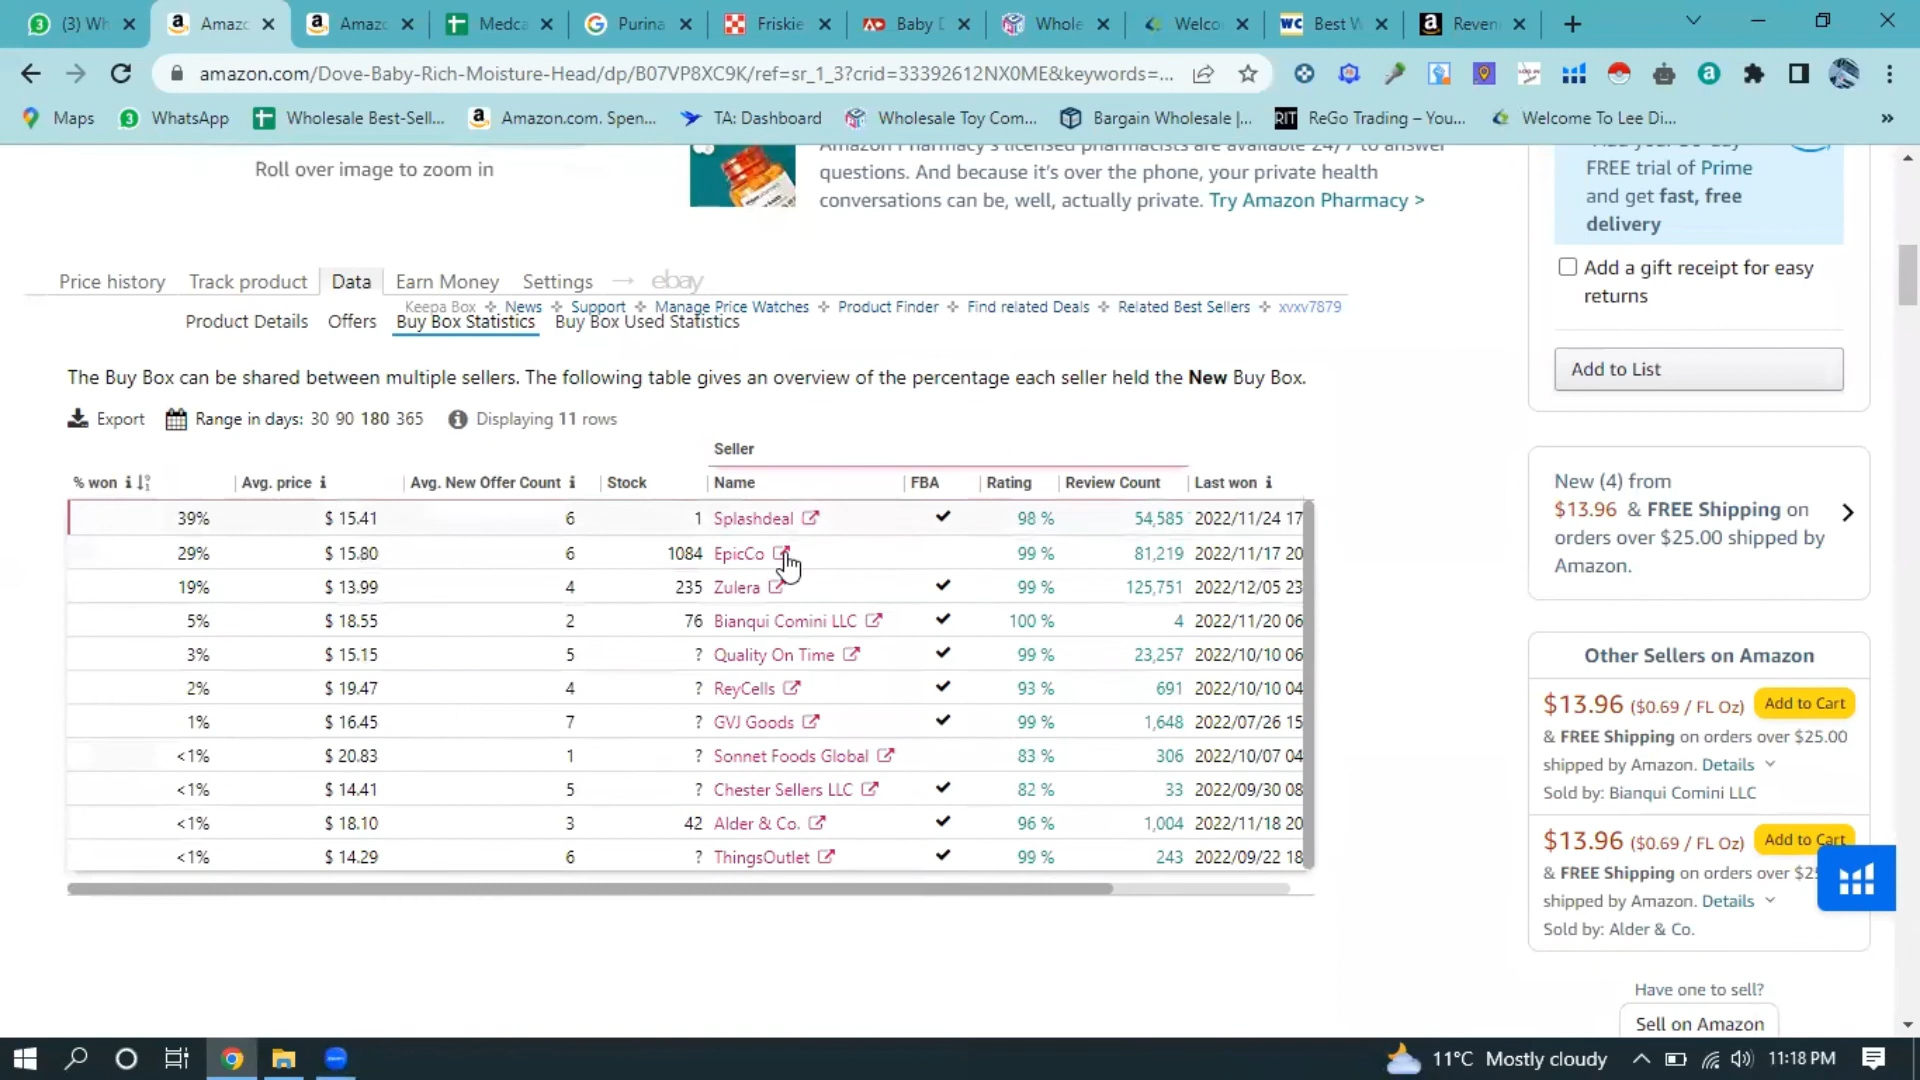 (3) Wh
Amazo
Amazo
Medca
Purina
Friskie
Baby D
Whole
Welco
Best W
Reven
amazon.com/Dove-Baby-Rich-Moisture-Head/dp/B07VP8XC9K/ref=sr_1_3?crid=33392612NX0ME&keywords=...
Maps
WhatsApp
Wholesale Best-Sell...
Amazon.com. Spen...
TA: Dashboard
Wholesale Toy Com...
Bargain Wholesale |...
ReGo Trading – You...
Welcome To Lee Di...
»
Roll over image to zoom in
Amazon Pharmacy's licensed pharmacists are available 24/7 to answer
questions. And because it's over the phone, your private health
conversations can be, well, actually private. Try Amazon Pharmacy >
FREE trial of Prime
and get fast, free
delivery
Add a gift receipt for easy
returns
Add to List
Price history Track product Data Earn Money Settings → ebay
Keepa Box News Support Manage Price Watches Product Finder Find related Deals Related Best Sellers xvxv7879
Product Details Offers Buy Box Statistics Buy Box Used Statistics
The Buy Box can be shared between multiple sellers. The following table gives an overview of the percentage each seller held the New Buy Box.
Export Range in days: 30 90 180 365 Displaying 11 rows
Seller
% won Avg. price Avg. New Offer Count Stock Name FBA Rating Review Count Last won
39% $ 15.41 6 1 Splashdeal ✔ 98 % 54,585 2022/11/24 17
29% $ 15.80 6 1084 EpicCo 99 % 81,219 2022/11/17 20
19% $ 13.99 4 235 Zulera ✔ 99 % 125,751 2022/12/05 23
5% $ 18.55 2 76 Bianqui Comini LLC ✔ 100 % 4 2022/11/20 06
3% $ 15.15 5 ? Quality On Time ✔ 99 % 23,257 2022/10/10 06
2% $ 19.47 4 ? ReyCells ✔ 93 % 691 2022/10/10 04
1% $ 16.45 7 ? GVJ Goods ✔ 99 % 1,648 2022/07/26 15
<1% $ 20.83 1 ? Sonnet Foods Global 83 % 306 2022/10/07 04
<1% $ 14.41 5 ? Chester Sellers LLC ✔ 82 % 33 2022/09/30 08
<1% $ 18.10 3 42 Alder & Co. ✔ 96 % 1,004 2022/11/18 20
<1% $ 14.29 6 ? ThingsOutlet ✔ 99 % 243 2022/09/22 18
New (4) from
$13.96 & FREE Shipping on
orders over $25.00 shipped by
Amazon.
Other Sellers on Amazon
$13.96 ($0.69 / FL Oz) Add to Cart
& FREE Shipping on orders over $25.00
shipped by Amazon. Details
Sold by: Bianqui Comini LLC
$13.96 ($0.69 / FL Oz) Add to Cart
& FREE Shipping on orders over $2
shipped by Amazon. Details
Sold by: Alder & Co.
Have one to sell?
Sell on Amazon
11°C Mostly cloudy 11:18 PM